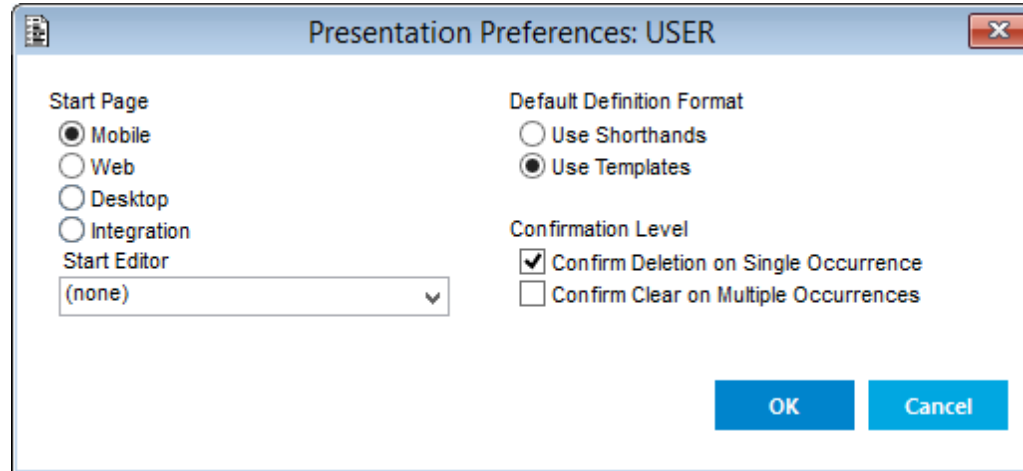 Presentation Preferences: USER
Start Page
Mobile
Web
Desktop
Integration
Start Editor
(none)
Default Definition Format
Use Shorthands
Use Templates
Confirmation Level
Confirm Deletion on Single Occurrence
Confirm Clear on Multiple Occurrences
OK
Cancel